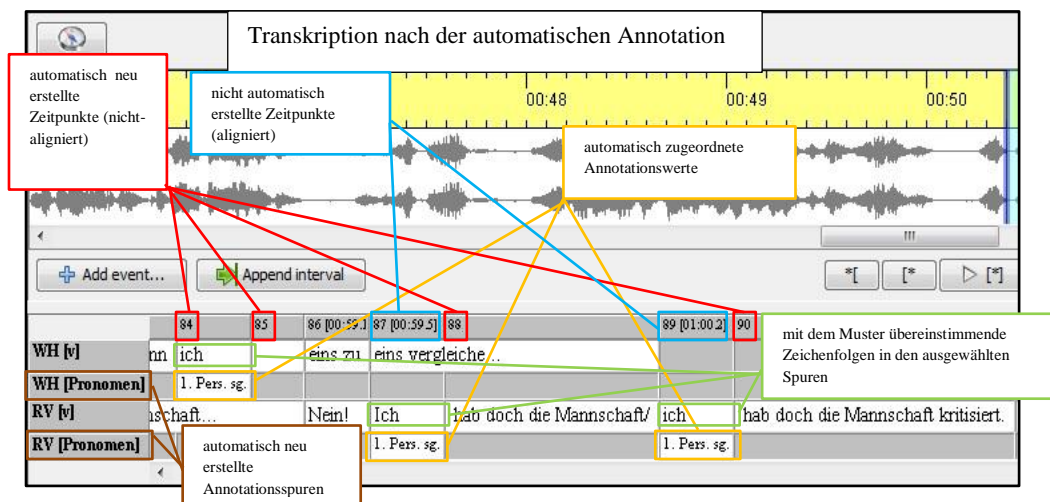 Transkription nach der automatischen Annotation
automatisch neu
erstellte
Zeitpunkte (nicht-
aligniert)
nicht automatisch
erstellte Zeitpunkte
(aligniert)
00:48
00:49
00:50
automatisch zugeordnete
Annotationswerte
Add event...
Append interval
*[
[*
[*]
84
85
86 [00:59.1]
87 [00:59.5]
88
89 [01:00.2]
90
WH [v]
nn
ich
eins zu
eins vergleiche...
mit dem Muster übereinstimmende
Zeichenfolgen in den ausgewählten
Spuren
WH [Pronomen]
1. Pers. sg.
RV [v]
schaft...
Nein!
Ich
hab doch die Mannschaft/
ich
hab doch die Mannschaft kritisiert.
RV [Pronomen]
1. Pers. sg.
1. Pers. sg.
automatisch neu
erstellte
Annotationsspuren